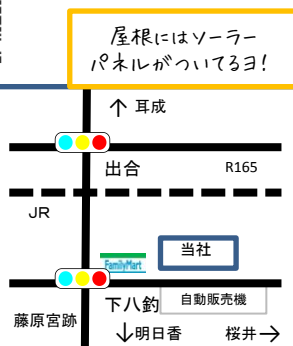 屋根にはソーラー
パネルがついてるヨ!
↑ 耳成
出合
R165
JR
FamilyMart
当社
下八釣
自動販売機
藤原宮跡
↓明日香
桜井→